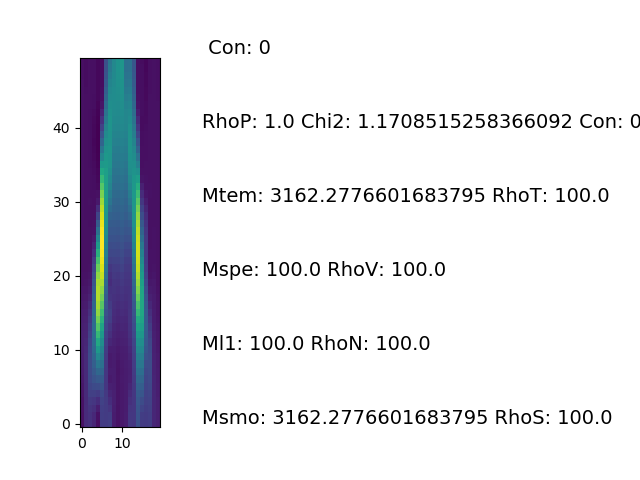 Con: 0
RhoP: 1.0 Chi2: 1.1708515258366092 Con: 0
Mtem: 3162.2776601683795 RhoT: 100.0
Mspe: 100.0 RhoV: 100.0
Ml1: 100.0 RhoN: 100.0
Msmo: 3162.2776601683795 RhoS: 100.0
40
30
20
10
0
0 10